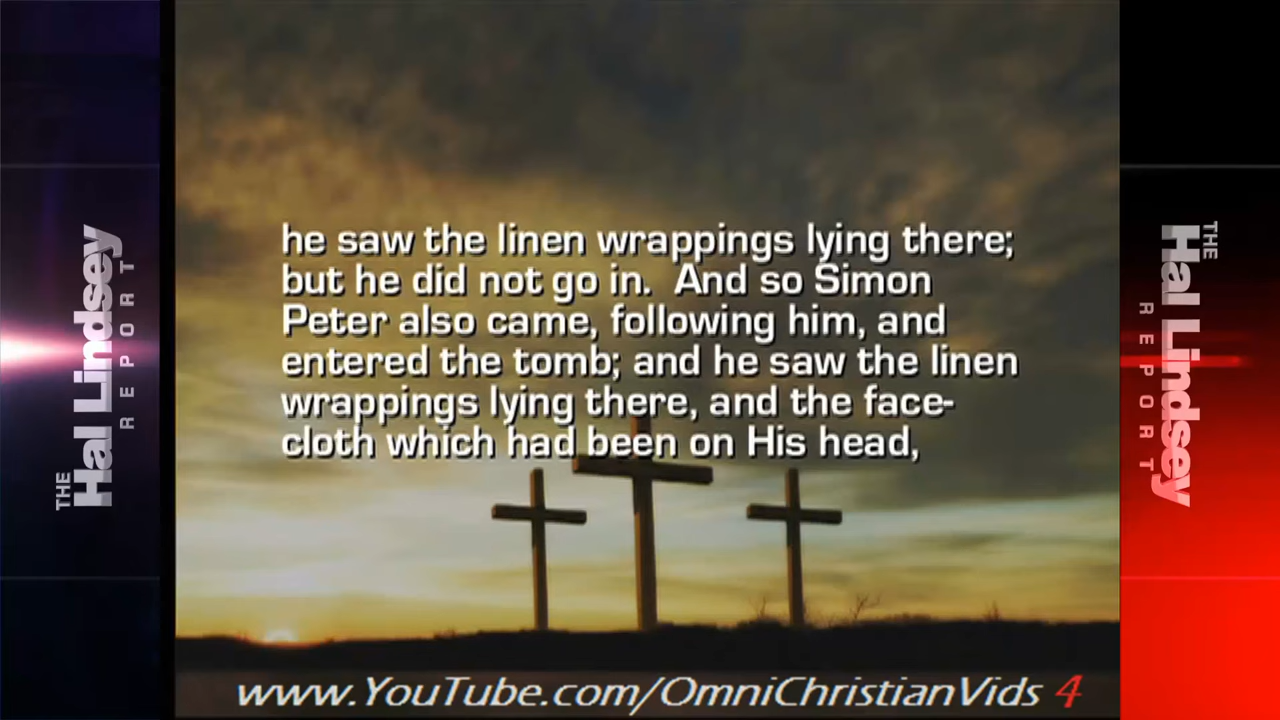 THE
Hal Lindsey
REPORT
he saw the linen wrappings lying there;
but he did not go in.  And so Simon
Peter also came, following him, and
entered the tomb; and he saw the linen
wrappings lying there, and the face-
cloth which had been on His head,
www.YouTube.com/OmniChristianVids 4
THE
Hal Lindsey
REPORT